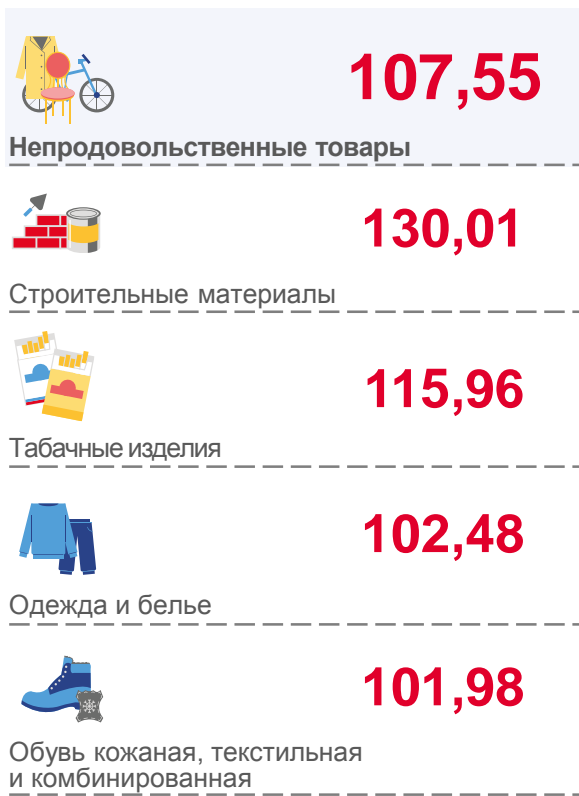 107,55
Непродовольственные товары
130,01
Строительные материалы
115,96
Табачные изделия
102,48
Одежда и белье
101,98
Обувь кожаная, текстильная
и комбинированная